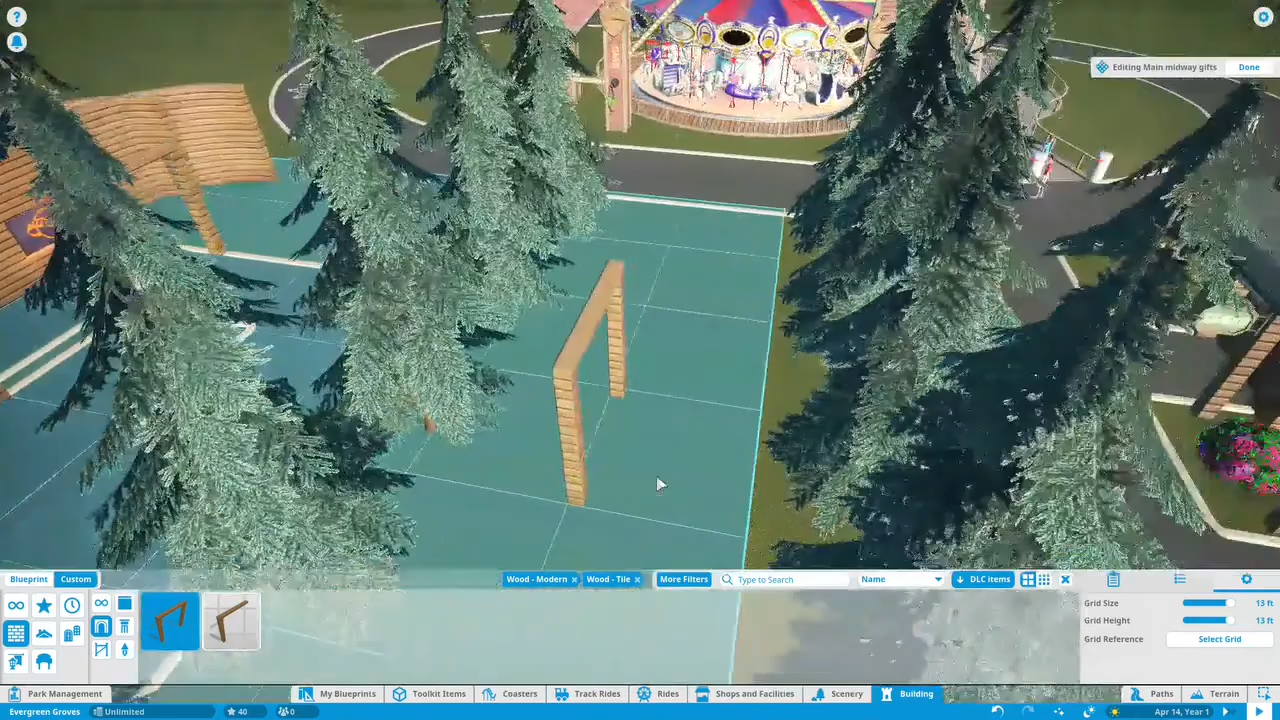 Editing Main midway gifts Done
Blueprint Custom Wood - Modern × Wood - Tile × More Filters Type to Search Name DLC items
Grid Size 13 ft
Grid Height 13 ft
Grid Reference Select Grid
Park Management My Blueprints Toolkit Items Coasters Track Rides Rides Shops and Facilities Scenery Building Paths Terrain
Evergreen Groves Unlimited 40 0 Apr 14, Year 1